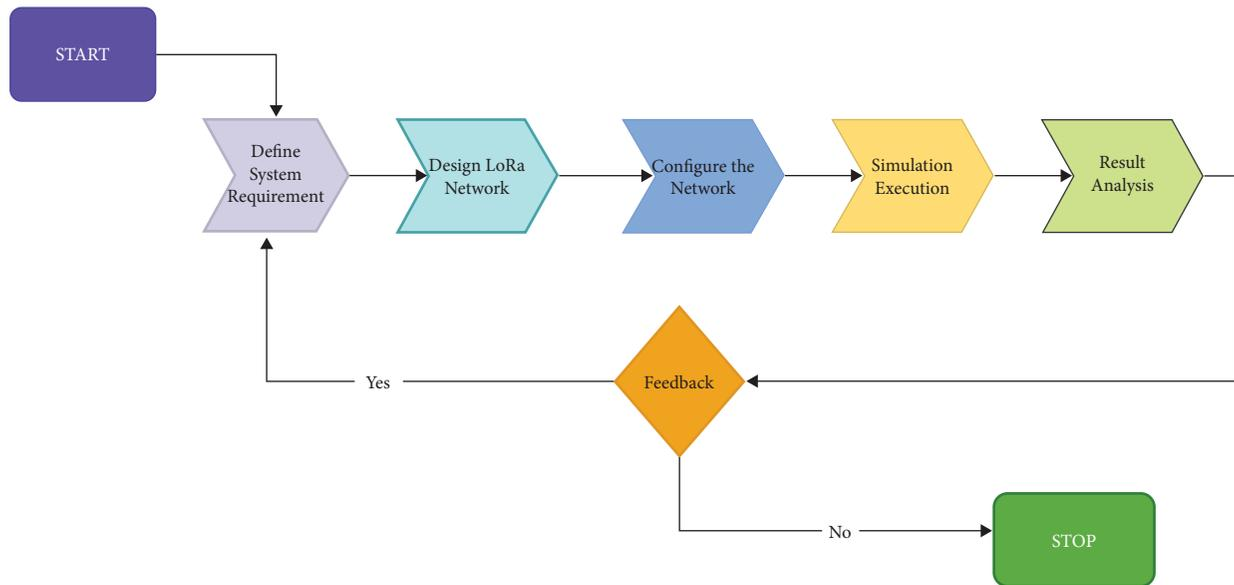 START
Define
System
Requirement
Design LoRa
Network
Configure the
Network
Simulation
Execution
Result
Analysis
Yes
Feedback
No
STOP